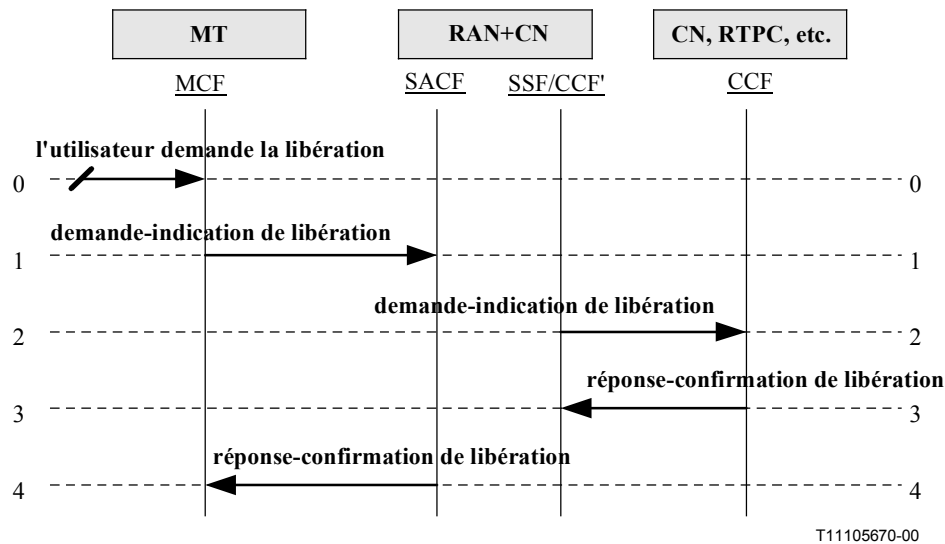 MT RAN+CN CN, RTPC, etc.
MCF SACF SSF/CCF' CCF
l'utilisateur demande la libération
0 0
demande-indication de libération
1 1
demande-indication de libération
2 2
réponse-confirmation de libération
3 3
réponse-confirmation de libération
4 4
T11105670-00